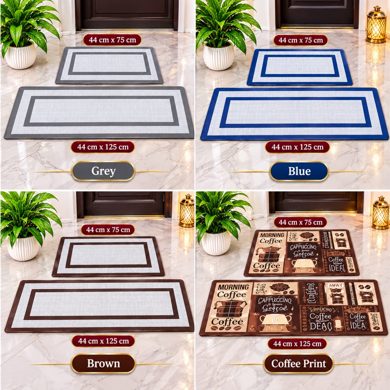 44 cm x 75 cm
44 cm x 125 cm
Grey
44 cm x 75 cm
44 cm x 125 cm
Blue
44 cm x 75 cm
44 cm x 125 cm
Brown
44 cm x 75 cm
MORNING
Coffee
CAPPUCCINO
Coffee
IDEAS
MORNING
Coffee
CAPPUCCINO
Coffee
IDEAS
44 cm x 125 cm
Coffee Print